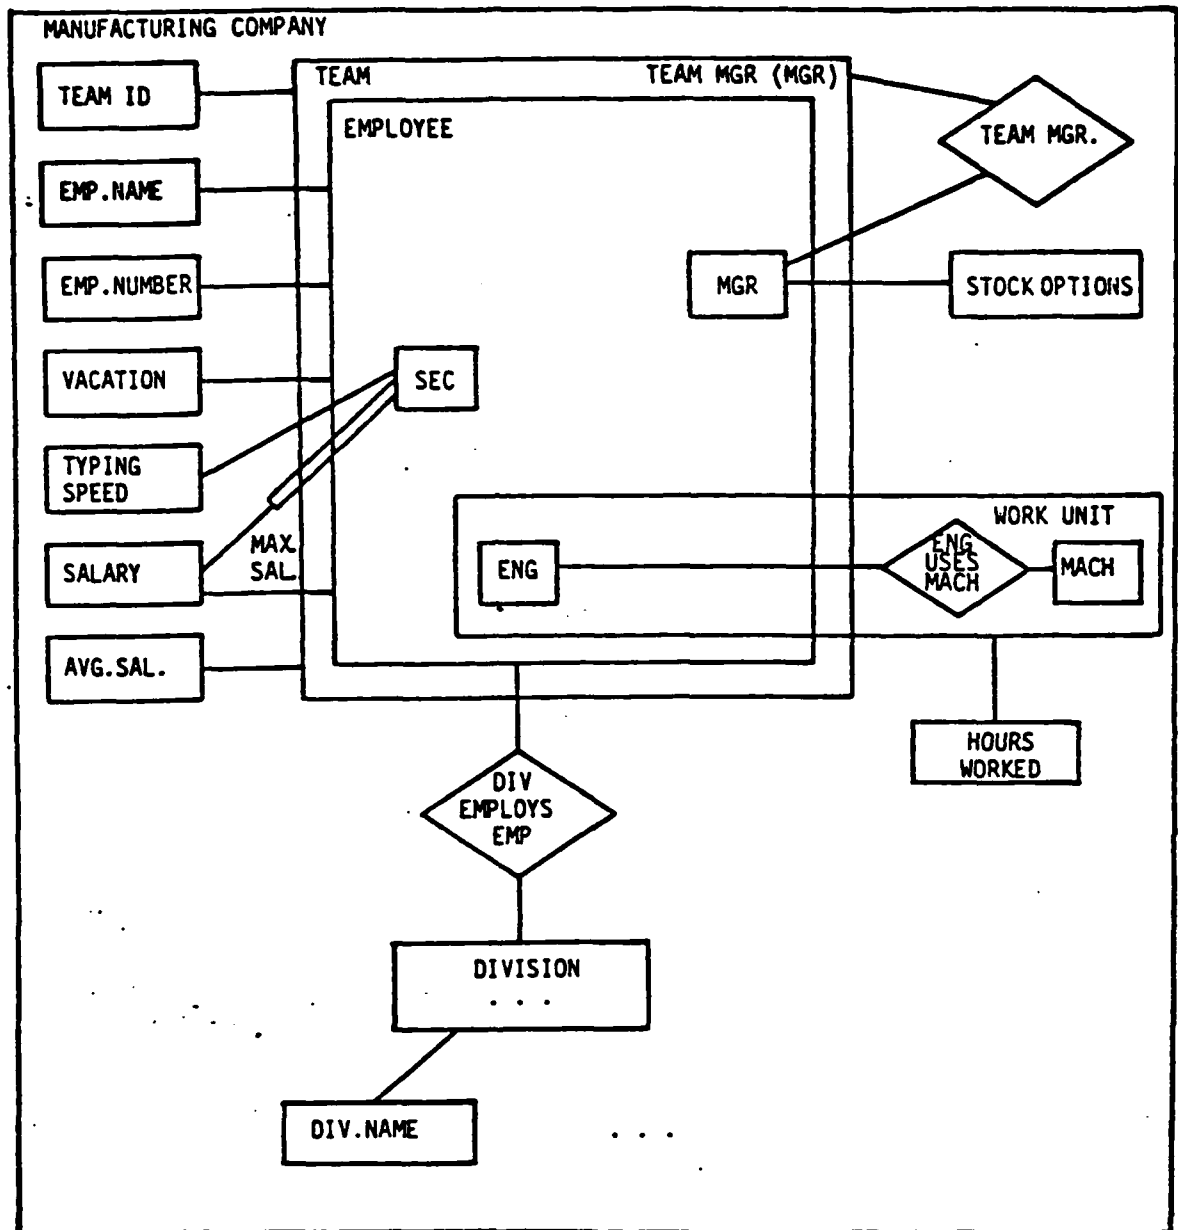 MANUFACTURING COMPANY
TEAM ID
TEAM
TEAM MGR (MGR)
EMPLOYEE
TEAM MGR.
EMP.NAME
EMP.NUMBER
MGR
STOCK OPTIONS
VACATION
SEC
TYPING
SPEED
WORK UNIT
SALARY
MAX.
SAL.
ENG
ENG
USES
MACH
MACH
AVG.SAL.
HOURS
WORKED
DIV
EMPLOYS
EMP
DIVISION
. . .
DIV.NAME
. . .